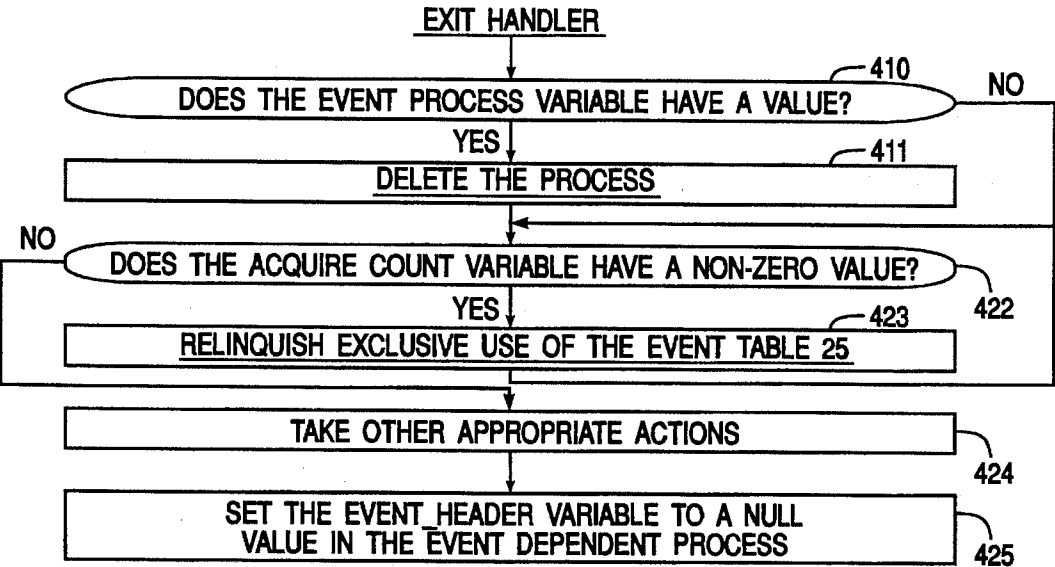 EXIT HANDLER
410
NO
DOES THE EVENT PROCESS VARIABLE HAVE A VALUE?
YES
411
DELETE THE PROCESS
NO
DOES THE ACQUIRE COUNT VARIABLE HAVE A NON-ZERO VALUE?
422
YES
423
RELINQUISH EXCLUSIVE USE OF THE EVENT TABLE 25
TAKE OTHER APPROPRIATE ACTIONS
424
SET THE EVENT_HEADER VARIABLE TO A NULL
VALUE IN THE EVENT DEPENDENT PROCESS
425